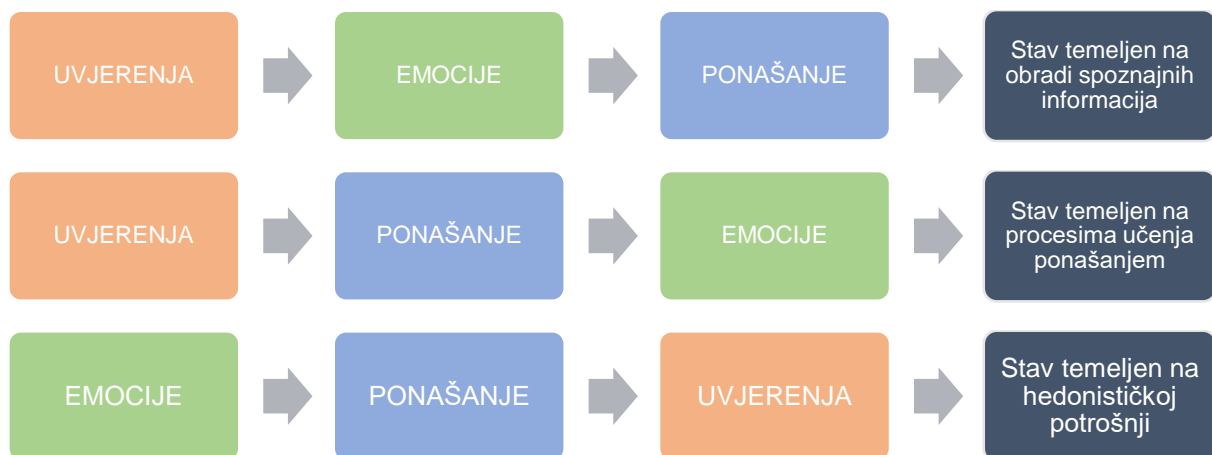 UVJERENJA
EMOCIJE
PONAŠANJE
Stav temeljen na
obradi spoznajnih
informacija
UVJERENJA
PONAŠANJE
EMOCIJE
Stav temeljen na
procesima učenja
ponašanjem
EMOCIJE
PONAŠANJE
UVJERENJA
Stav temeljen na
hedonističkoj
potrošnji